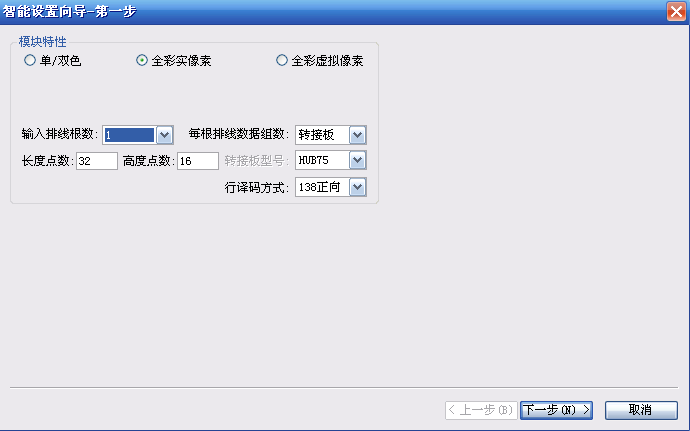 智能设置向导-第一步
模块特性
单/双色 全彩实像素 全彩虚拟像素
输入排线根数: 1 每根排线数据组数: 转接板
长度点数: 32 高度点数: 16 转接板型号: HUB75
行译码方式: 138正向
< 上一步(B) 下一步(N) > 取消